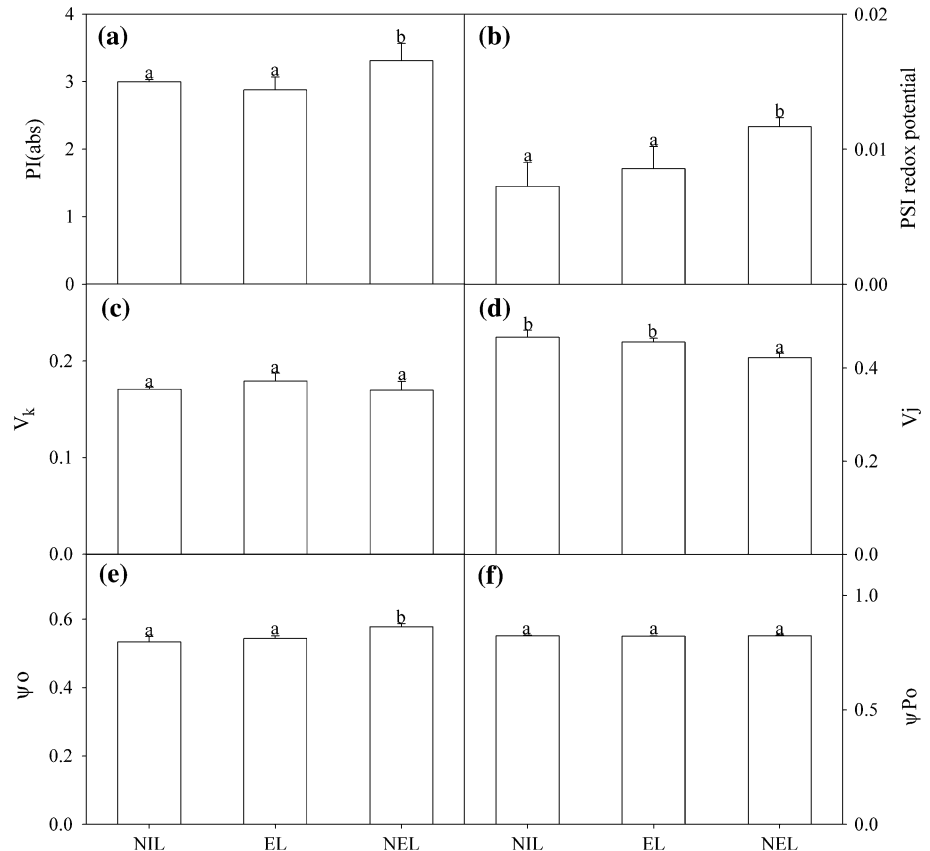 (a)
(b)
4
3
2
1
0
PI(abs)
a
a
b
a
a
b
0.02
0.01
0.00
PSI redox potential
(c)
(d)
0.2
0.1
0.0
V_k
a
a
a
b
b
a
0.4
0.2
0.0
Vj
(e)
(f)
0.6
0.4
0.2
0.0
ψo
a
a
b
a
a
a
1.0
0.5
0.0
ψPo
NIL EL NEL NIL EL NEL